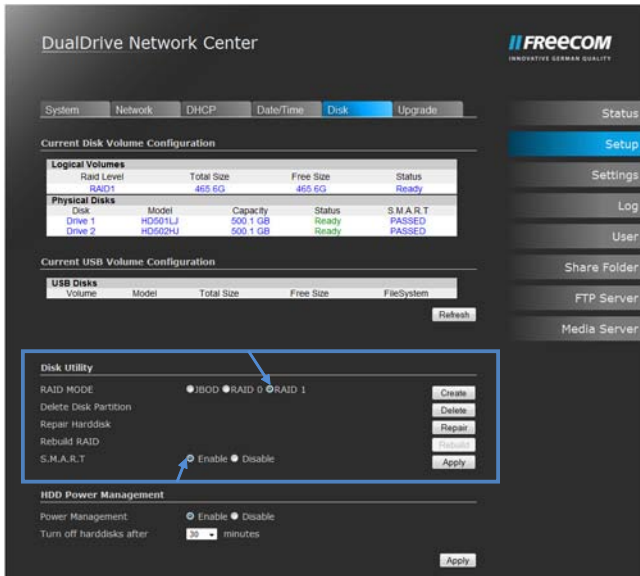 DualDrive Network Center
FREECOM
INNOVATIVE GERMAN QUALITY
System Network DHCP Date/Time Disk Upgrade
Status
Setup
Settings
Log
User
Share Folder
FTP Server
Media Server
Current Disk Volume Configuration
Logical Volumes
Raid Level Total Size Free Size Status
RAID1 465.6G 465.6G Ready
Physical Disks
Disk Model Capacity Status S.M.A.R.T
Drive 1 HD501LJ 500.1 GB Ready PASSED
Drive 2 HD502HJ 500.1 GB Ready PASSED
Current USB Volume Configuration
USB Disks
Volume Model Total Size Free Size FileSystem
Refresh
Disk Utility
RAID MODE JBOD RAID 0 RAID 1 Create
Delete Disk Partition Delete
Repair Harddisk Repair
Rebuild RAID Rebuild
S.M.A.R.T Enable Disable Apply
HDD Power Management
Power Management Enable Disable
Turn off harddisks after 30 minutes
Apply